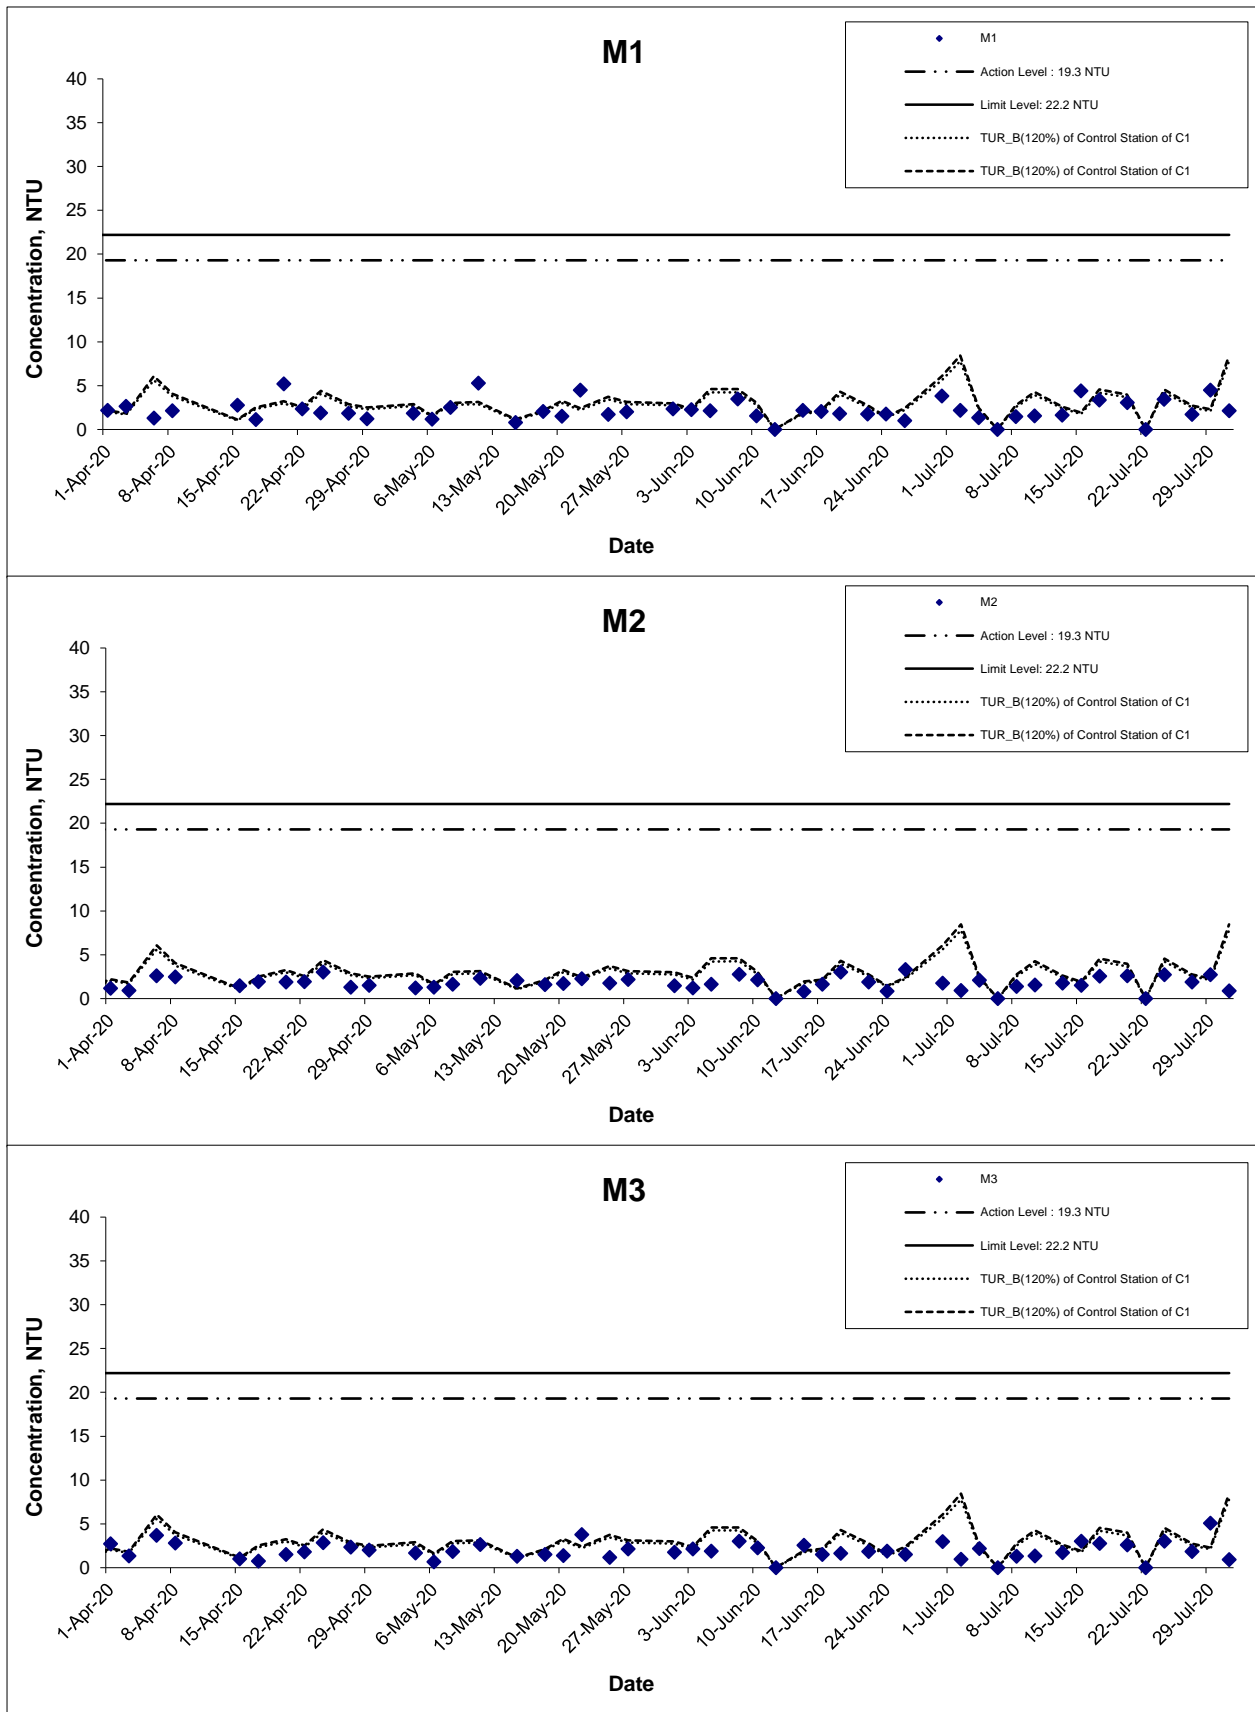 M1
M1
Action Level : 19.3 NTU
Limit Level: 22.2 NTU
TUR_B(120%) of Control Station of C1
TUR_B(120%) of Control Station of C1
Concentration, NTU
40
35
30
25
20
15
10
5
0
1-Apr-20
8-Apr-20
15-Apr-20
22-Apr-20
29-Apr-20
6-May-20
13-May-20
20-May-20
27-May-20
3-Jun-20
10-Jun-20
17-Jun-20
24-Jun-20
1-Jul-20
8-Jul-20
15-Jul-20
22-Jul-20
29-Jul-20
Date
M2
M2
Action Level : 19.3 NTU
Limit Level: 22.2 NTU
TUR_B(120%) of Control Station of C1
TUR_B(120%) of Control Station of C1
Concentration, NTU
40
35
30
25
20
15
10
5
0
1-Apr-20
8-Apr-20
15-Apr-20
22-Apr-20
29-Apr-20
6-May-20
13-May-20
20-May-20
27-May-20
3-Jun-20
10-Jun-20
17-Jun-20
24-Jun-20
1-Jul-20
8-Jul-20
15-Jul-20
22-Jul-20
29-Jul-20
Date
M3
M3
Action Level : 19.3 NTU
Limit Level: 22.2 NTU
TUR_B(120%) of Control Station of C1
TUR_B(120%) of Control Station of C1
Concentration, NTU
40
35
30
25
20
15
10
5
0
1-Apr-20
8-Apr-20
15-Apr-20
22-Apr-20
29-Apr-20
6-May-20
13-May-20
20-May-20
27-May-20
3-Jun-20
10-Jun-20
17-Jun-20
24-Jun-20
1-Jul-20
8-Jul-20
15-Jul-20
22-Jul-20
29-Jul-20
Date